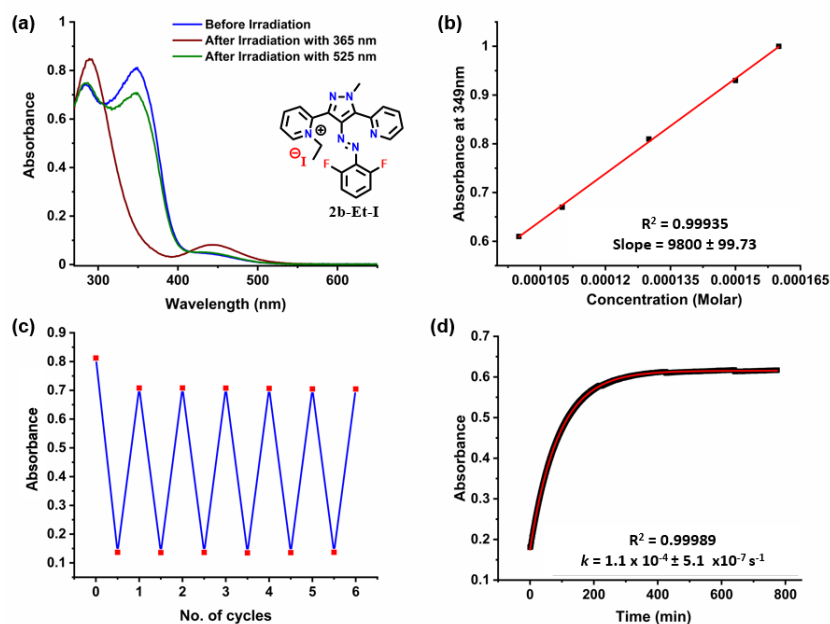 (a)
Before Irradiation
After Irradiation with 365 nm
After Irradiation with 525 nm
Absorbance
1
0.8
0.6
0.4
0.2
0
300 400 500 600
Wavelength (nm)
N N
N
N
N
N
F F
⊕
⊖I
2b-Et-I
(b)
Absorbance at 349nm
1
0.9
0.8
0.7
0.6
R² = 0.99935
Slope = 9800 ± 99.73
0.000105 0.00012 0.000135 0.00015 0.000165
Concentration (Molar)
(c)
Absorbance
0.9
0.8
0.7
0.6
0.5
0.4
0.3
0.2
0.1
0 1 2 3 4 5 6
No. of cycles
(d)
Absorbance
0.7
0.6
0.5
0.4
0.3
0.2
0.1
R² = 0.99989
k = 1.1 x 10⁻⁴ ± 5.1 x10⁻⁷ s⁻¹
0 200 400 600 800
Time (min)